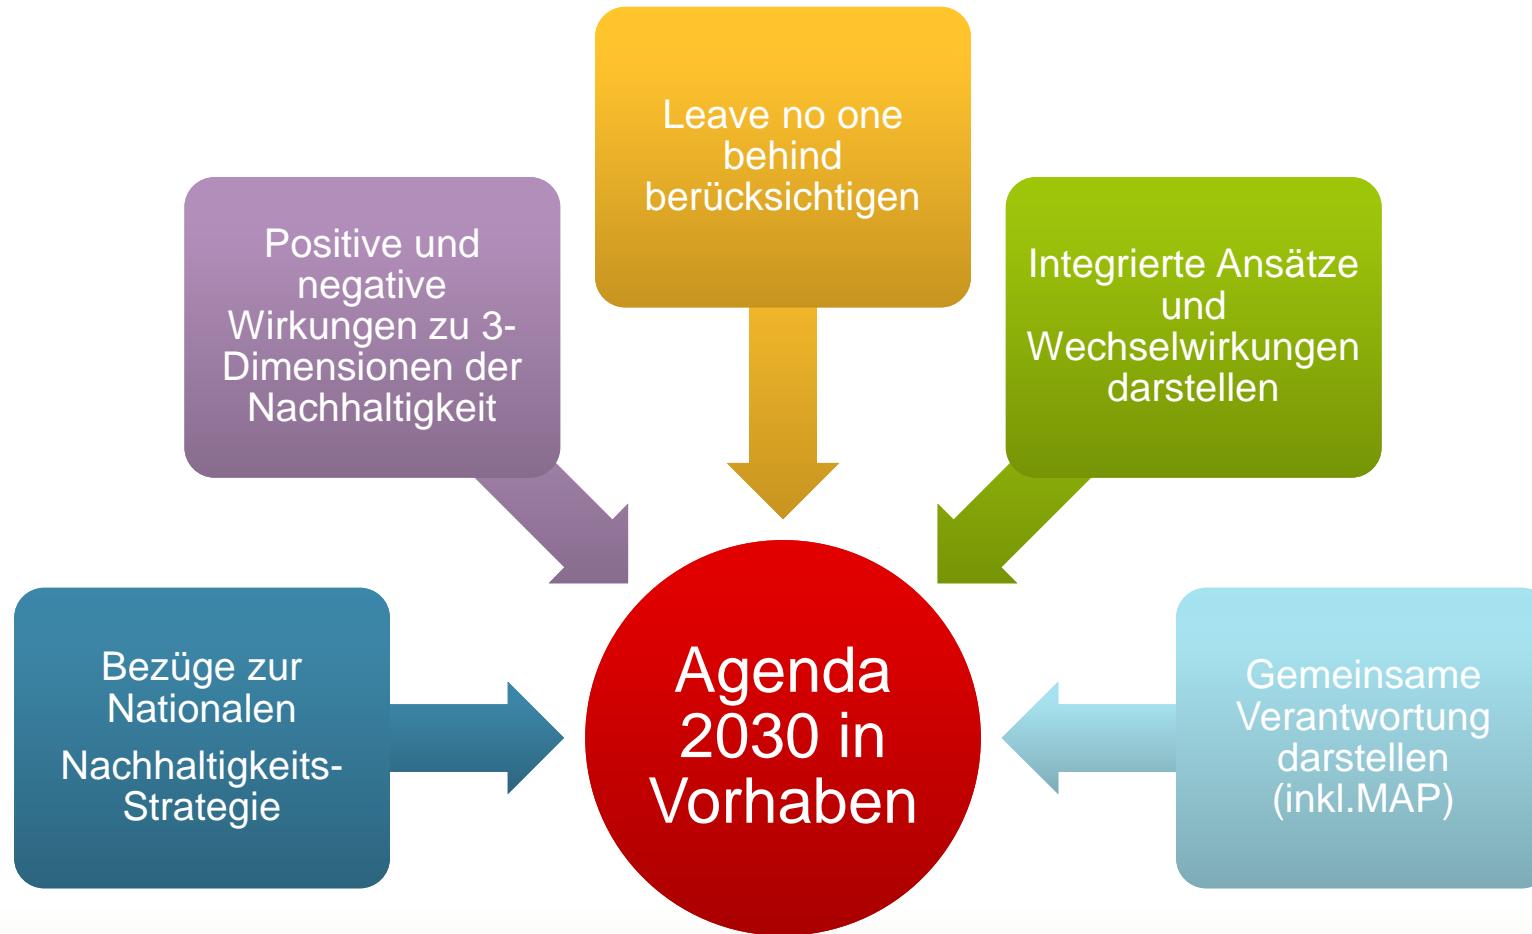 Leave no one
behind
berücksichtigen
Positive und
negative
Wirkungen zu 3-
Dimensionen der
Nachhaltigkeit
Integrierte Ansätze
und
Wechselwirkungen
darstellen
Bezüge zur
Nationalen
Nachhaltigkeits-
Strategie
Agenda
2030 in
Vorhaben
Gemeinsame
Verantwortung
darstellen
(inkl.MAP)